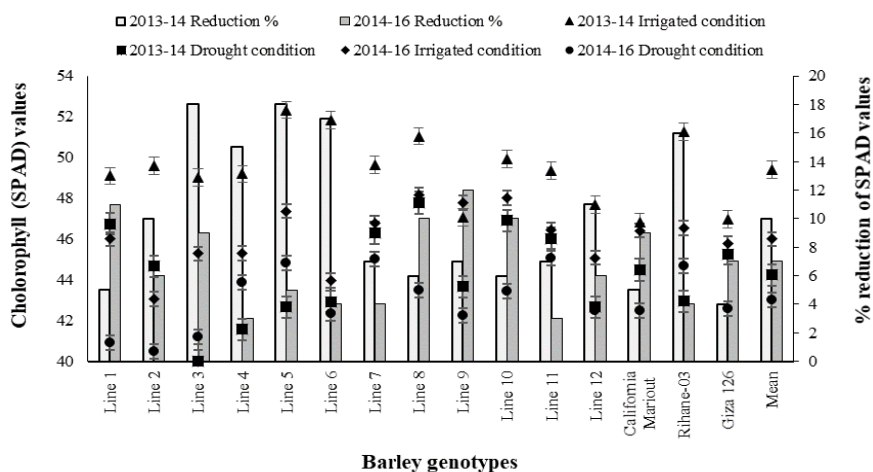 2013-14 Reduction % 2014-16 Reduction % 2013-14 Irrigated condition
2013-14 Drought condition 2014-16 Irrigated condition 2014-16 Drought condition
Cholorophyll (SPAD) values
54
52
50
48
46
44
42
40
20
18
16
14
12
10
8
6
4
2
0
% reduction of SPAD values
Line 1
Line 2
Line 3
Line 4
Line 5
Line 6
Line 7
Line 8
Line 9
Line 10
Line 11
Line 12
California
Mariout
Rihane-03
Giza 126
Mean
Barley genotypes